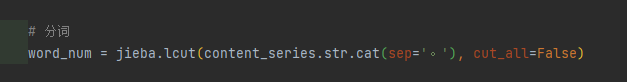 # 分词
word_num = jieba.lcut(content_series.str.cat(sep='。'), cut_all=False)